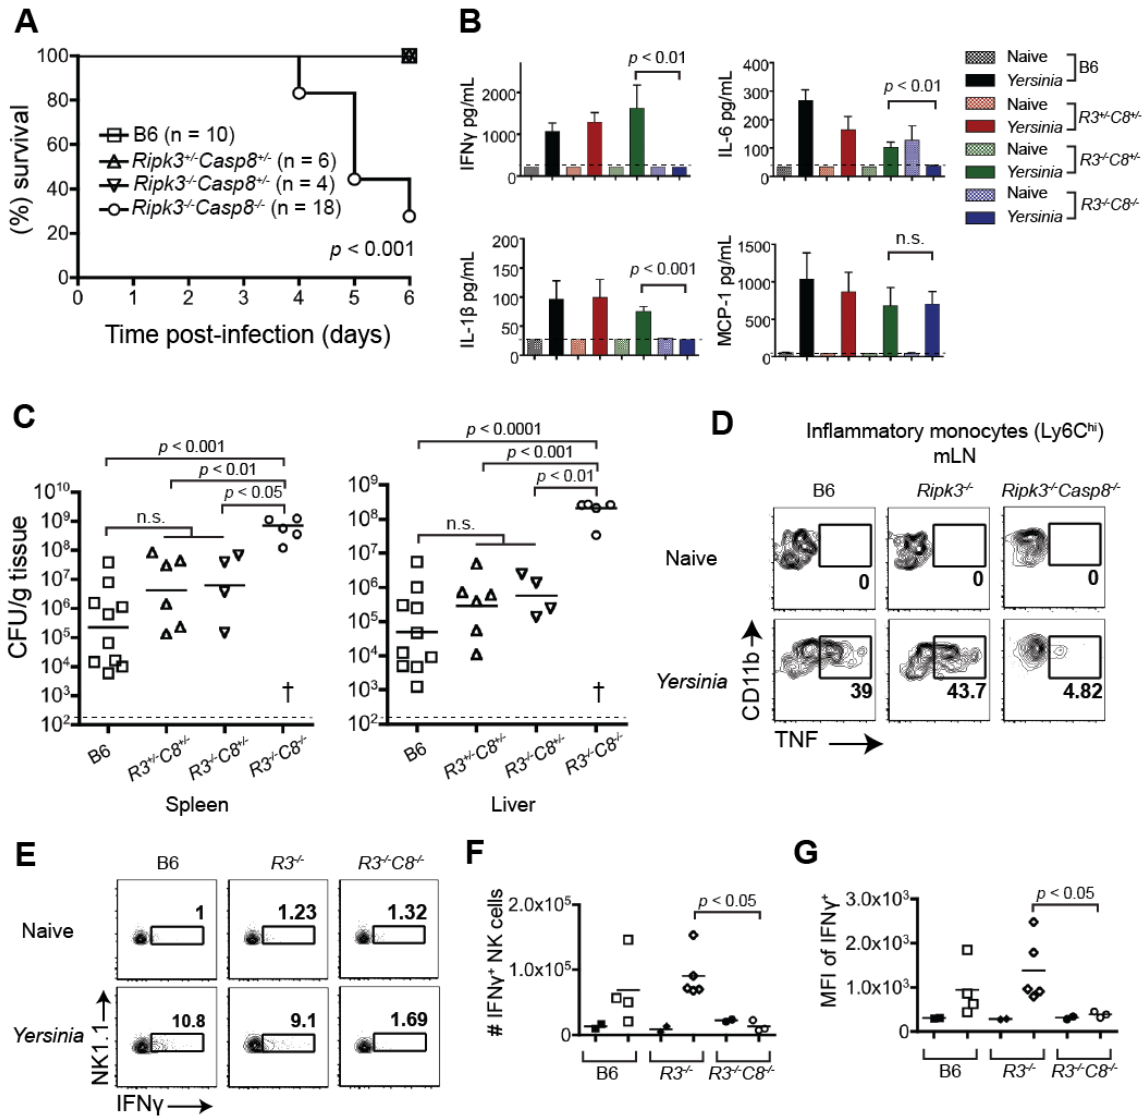 A
100
80
60
40
20
0
(%) survival
B6 (n = 10)
Ripk3+/-Casp8+/- (n = 6)
Ripk3-/-Casp8+/- (n = 4)
Ripk3-/-Casp8-/- (n = 18)
p < 0.001
0 1 2 3 4 5 6
Time post-infection (days)
B
IFNγ pg/mL
2000
1000
0
p < 0.01
IL-6 pg/mL
400
300
200
100
0
p < 0.01
Naive
Yersinia
B6
Naive
Yersinia
R3+/-C8+/-
Naive
Yersinia
R3-/-C8+/-
Naive
Yersinia
R3-/-C8-/-
IL-1β pg/mL
200
150
100
50
0
p < 0.001
MCP-1 pg/mL
1500
1000
500
0
n.s.
C
CFU/g tissue
10^10
10^9
10^8
10^7
10^6
10^5
10^4
10^3
10^2
p < 0.001
p < 0.01
p < 0.05
n.s.
†
B6 R3+/-C8+/- R3-/-C8+/- R3-/-C8-/-
Spleen
10^9
10^8
10^7
10^6
10^5
10^4
10^3
10^2
p < 0.0001
p < 0.001
p < 0.01
n.s.
†
B6 R3+/-C8+/- R3-/-C8+/- R3-/-C8-/-
Liver
D
Inflammatory monocytes (Ly6Chi)
mLN
B6 Ripk3-/- Ripk3-/-Casp8-/-
Naive
0 0 0
Yersinia
39 43.7 4.82
CD11b
TNF
E
B6 R3-/- R3-/-C8-/-
Naive
1 1.23 1.32
Yersinia
10.8 9.1 1.69
NK1.1
IFNγ
F
# IFNγ+ NK cells
2.0x10^5
1.0x10^5
0
p < 0.05
B6 R3-/- R3-/-C8-/-
G
MFI of IFNγ+
3.0x10^3
2.0x10^3
1.0x10^3
0
p < 0.05
B6 R3-/- R3-/-C8-/-